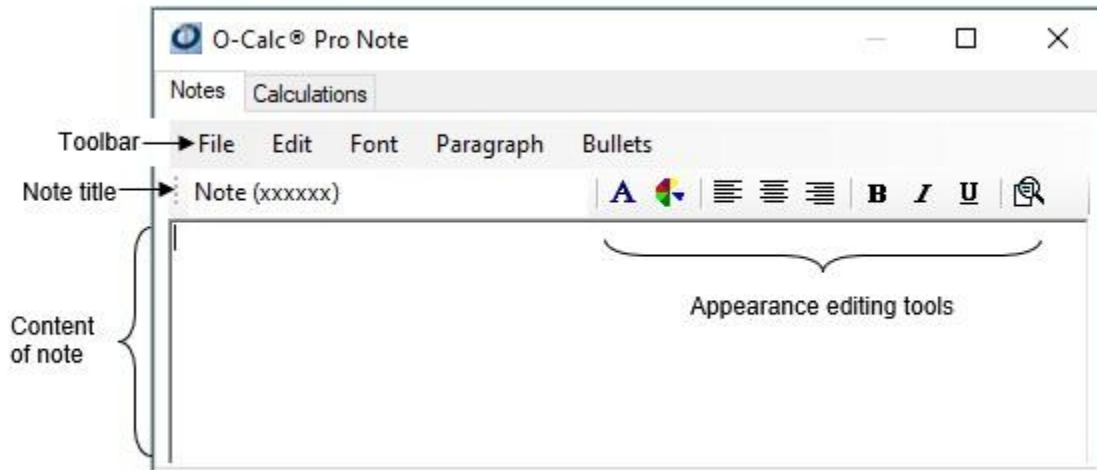 O-Calc® Pro Note
Notes Calculations
Toolbar File Edit Font Paragraph Bullets
Note title Note (xxxxxx) A B I U
Appearance editing tools
Content
of note